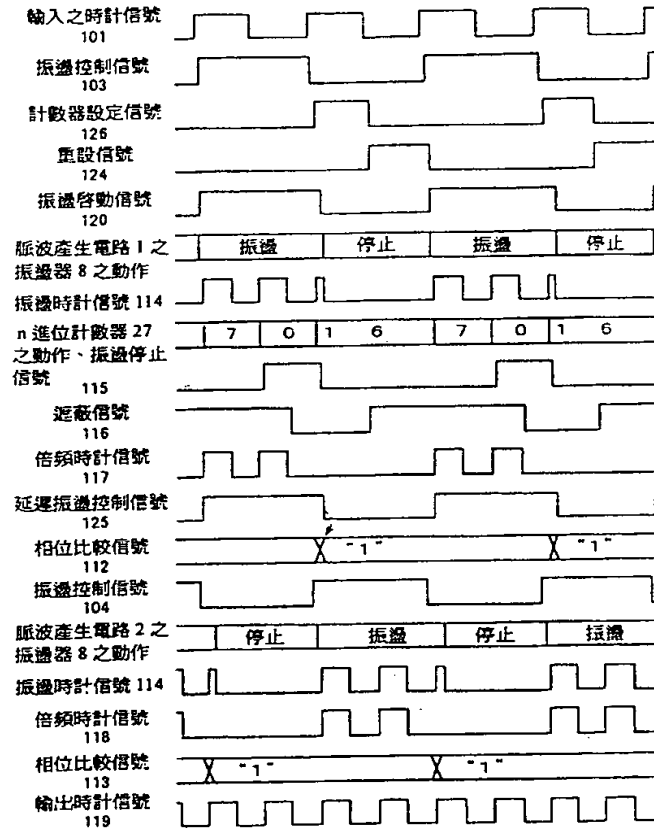 輸入之時計信號
101
振盪控制信號
103
計數器設定信號
126
重設信號
124
振盪啓動信號
120
脈波產生電路 1 之
振盪器 8 之動作
振盪 停止 振盪 停止
振盪時計信號 114
n 進位計數器 27
之動作、振盪停止
信號
115
7 0 1 6 7 0 1 6
遮蔽信號
116
倍頻時計信號
117
延遲振盪控制信號
125
相位比較信號
112
"1" "1"
振盪控制信號
104
脈波產生電路 2 之
振盪器 8 之動作
停止 振盪 停止 振盪
振盪時計信號 114
倍頻時計信號
118
相位比較信號
113
"1" "1"
輸出時計信號
119